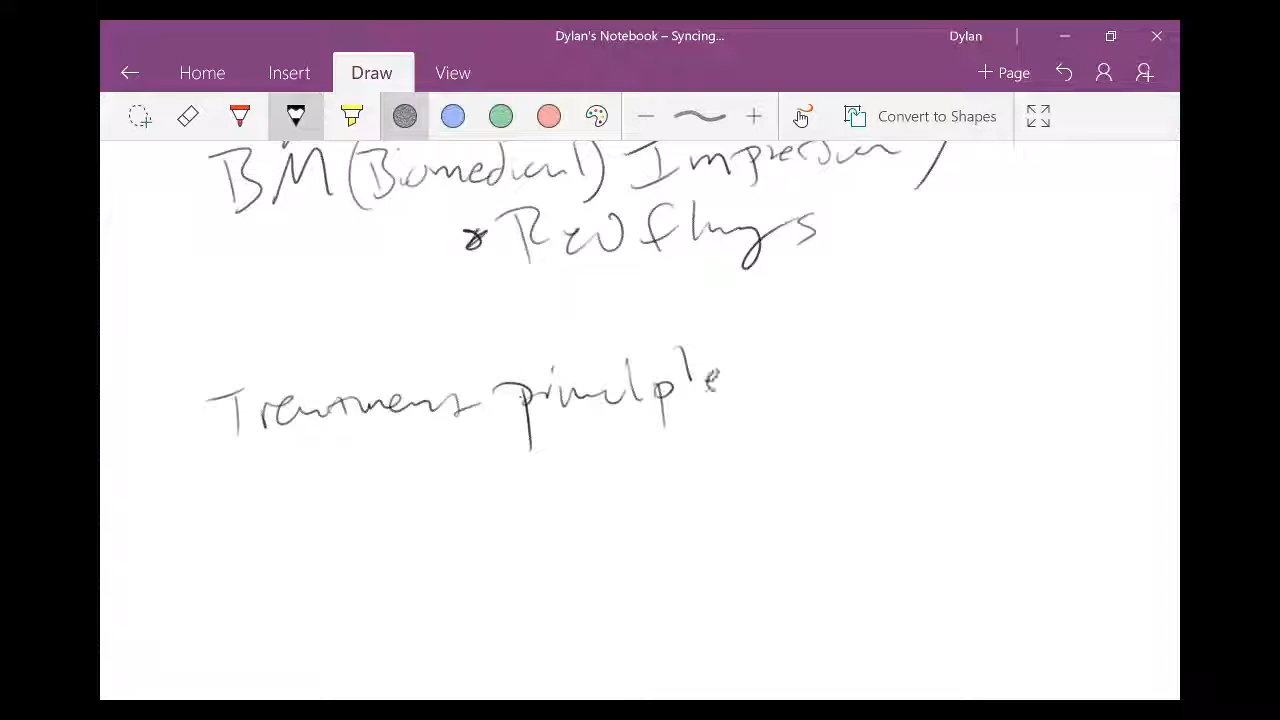 Dylan's Notebook – Syncing...
Dylan
Home Insert Draw View
Page
Convert to Shapes
BM (Biomedical) Impression /
Red flags
Treatment principle